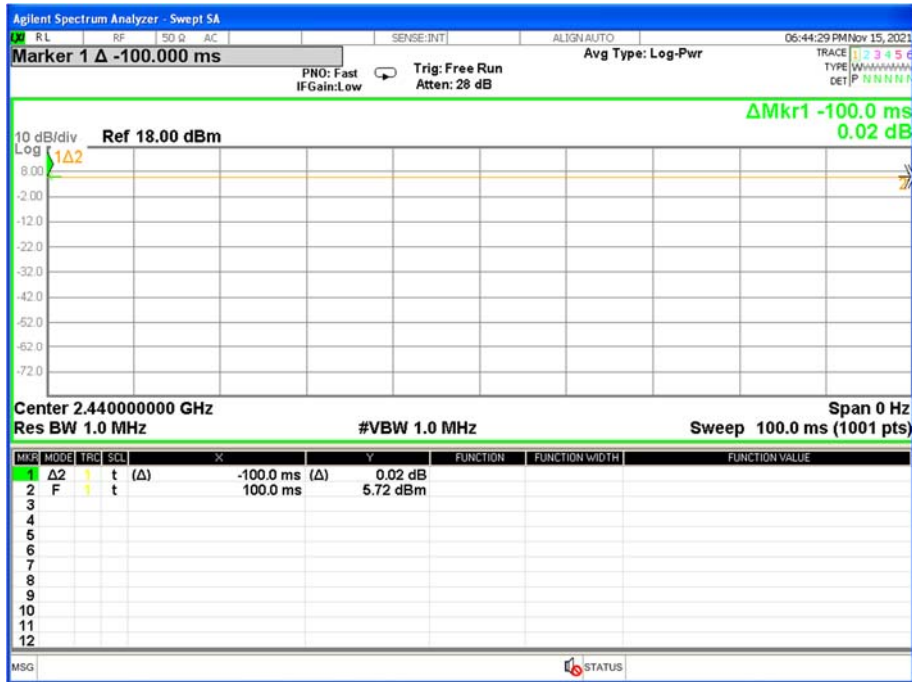 Agilent Spectrum Analyzer - Swept SA
RL RF 50 Ω AC SENSE:INT ALIGN AUTO 06:44:29 PM Nov 15, 2021
Marker 1 Δ -100.000 ms
PNO: Fast
IFGain:Low
Trig: Free Run
Atten: 28 dB
Avg Type: Log-Pwr
TRACE 1 2 3 4 5 6
TYPE W
DET P N N N N N
ΔMkr1 -100.0 ms
0.02 dB
10 dB/div Ref 18.00 dBm
Log
1Δ2
8.00
-2.00
-12.0
-22.0
-32.0
-42.0
-52.0
-62.0
-72.0
Center 2.440000000 GHz Span 0 Hz
Res BW 1.0 MHz #VBW 1.0 MHz Sweep 100.0 ms (1001 pts)
MKR MODE TRC SCL X Y FUNCTION FUNCTION WIDTH FUNCTION VALUE
1 Δ2 1 t (Δ) -100.0 ms (Δ) 0.02 dB
2 F 1 t 100.0 ms 5.72 dBm
3
4
5
6
7
8
9
10
11
12
MSG STATUS